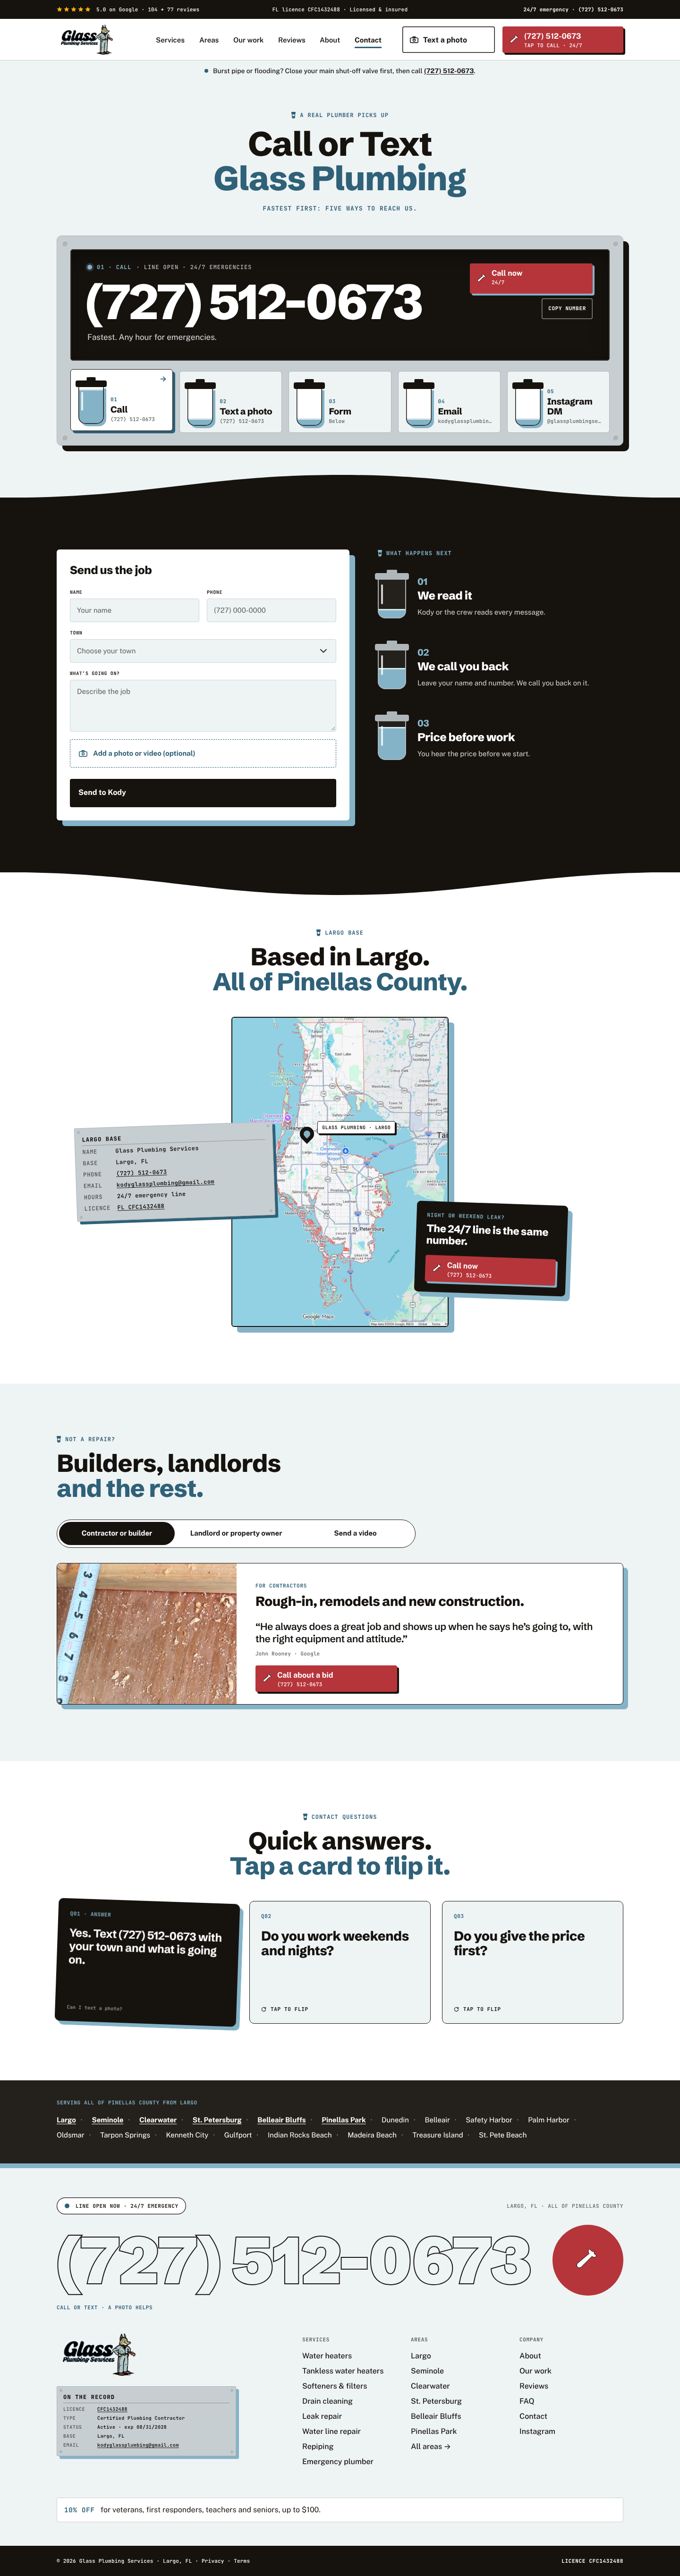 ★★★★★ 5.0 on Google · 104 + 77 reviews
FL licence CFC1432488 · Licensed & insured
24/7 emergency · (727) 512-0673
Glass
Plumbing Services
Services
Areas
Our work
Reviews
About
Contact
Text a photo
(727) 512-0673
TAP TO CALL · 24/7
Burst pipe or flooding? Close your main shut-off valve first, then call (727) 512-0673.
A REAL PLUMBER PICKS UP
Call or Text
Glass Plumbing
FASTEST FIRST: FIVE WAYS TO REACH US.
01 · CALL · LINE OPEN · 24/7 EMERGENCIES
(727) 512-0673
Fastest. Any hour for emergencies.
Call now
24/7
COPY NUMBER
01
Call
(727) 512-0673
02
Text a photo
(727) 512-0673
03
Form
Below
04
Email
kodyglassplumbin…
05
Instagram
DM
@glassplumbingse…
Send us the job
NAME
Your name
PHONE
(727) 000-0000
TOWN
Choose your town
WHAT'S GOING ON?
Describe the job
Add a photo or video (optional)
Send to Kody
WHAT HAPPENS NEXT
01
We read it
Kody or the crew reads every message.
02
We call you back
Leave your name and number. We call you back on it.
03
Price before work
You hear the price before we start.
LARGO BASE
Based in Largo.
All of Pinellas County.
GLASS PLUMBING · LARGO
St. Petersburg
Google Maps
LARGO BASE
NAME Glass Plumbing Services
BASE Largo, FL
PHONE (727) 512-0673
EMAIL kodyglassplumbing@gmail.com
HOURS 24/7 emergency line
LICENCE FL CFC1432488
NIGHT OR WEEKEND LEAK?
The 24/7 line is the same
number.
Call now
(727) 512-0673
NOT A REPAIR?
Builders, landlords
and the rest.
Contractor or builder
Landlord or property owner
Send a video
3
4
5
6
7
8
FOR CONTRACTORS
Rough-in, remodels and new construction.
“He always does a great job and shows up when he says he’s going to, with
the right equipment and attitude.”
John Rooney · Google
Call about a bid
(727) 512-0673
CONTACT QUESTIONS
Quick answers.
Tap a card to flip it.
Q01 · ANSWER
Yes. Text (727) 512-0673 with
your town and what is going
on.
Can I text a photo?
Q02
Do you work weekends
and nights?
TAP TO FLIP
Q03
Do you give the price
first?
TAP TO FLIP
SERVING ALL OF PINELLAS COUNTY FROM LARGO
Largo · Seminole · Clearwater · St. Petersburg · Belleair Bluffs · Pinellas Park · Dunedin · Belleair · Safety Harbor · Palm Harbor ·
Oldsmar · Tarpon Springs · Kenneth City · Gulfport · Indian Rocks Beach · Madeira Beach · Treasure Island · St. Pete Beach
LINE OPEN NOW · 24/7 EMERGENCY
LARGO, FL · ALL OF PINELLAS COUNTY
(727) 512-0673
CALL OR TEXT · A PHOTO HELPS
Glass
Plumbing Services
ON THE RECORD
LICENCE CFC1432488
TYPE Certified Plumbing Contractor
STATUS Active · exp 08/31/2028
BASE Largo, FL
EMAIL kodyglassplumbing@gmail.com
SERVICES
Water heaters
Tankless water heaters
Softeners & filters
Drain cleaning
Leak repair
Water line repair
Repiping
Emergency plumber
AREAS
Largo
Seminole
Clearwater
St. Petersburg
Belleair Bluffs
Pinellas Park
All areas →
COMPANY
About
Our work
Reviews
FAQ
Contact
Instagram
10% OFF for veterans, first responders, teachers and seniors, up to $100.
© 2026 Glass Plumbing Services · Largo, FL · Privacy · Terms
LICENCE CFC1432488